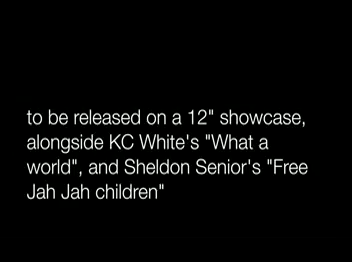 to be released on a 12" showcase,
alongside KC White's "What a
world", and Sheldon Senior's "Free
Jah Jah children"